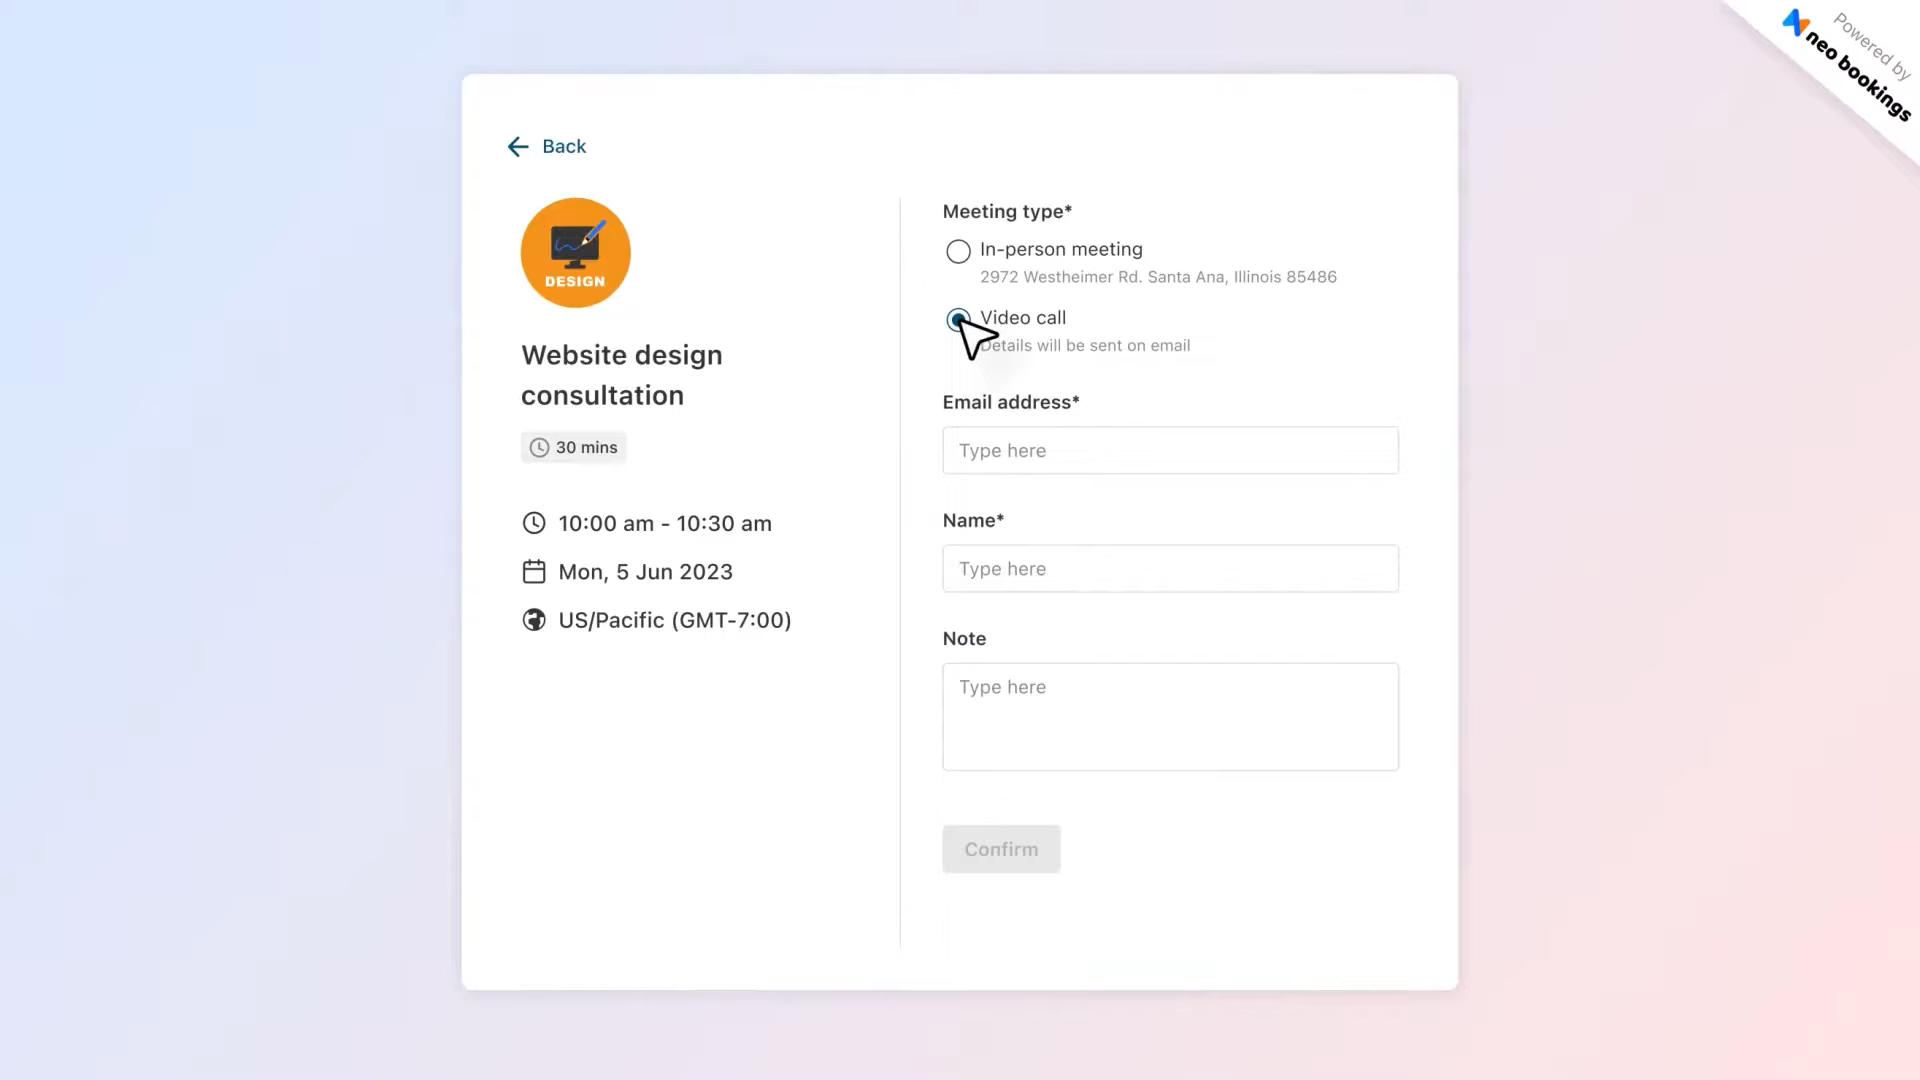 Powered by
neo bookings
Back
DESIGN
Website design
consultation
30 mins
10:00 am - 10:30 am
Mon, 5 Jun 2023
US/Pacific (GMT-7:00)
Meeting type*
In-person meeting
2972 Westheimer Rd. Santa Ana, Illinois 85486
Video call
Details will be sent on email
Email address*
Type here
Name*
Type here
Note
Type here
Confirm